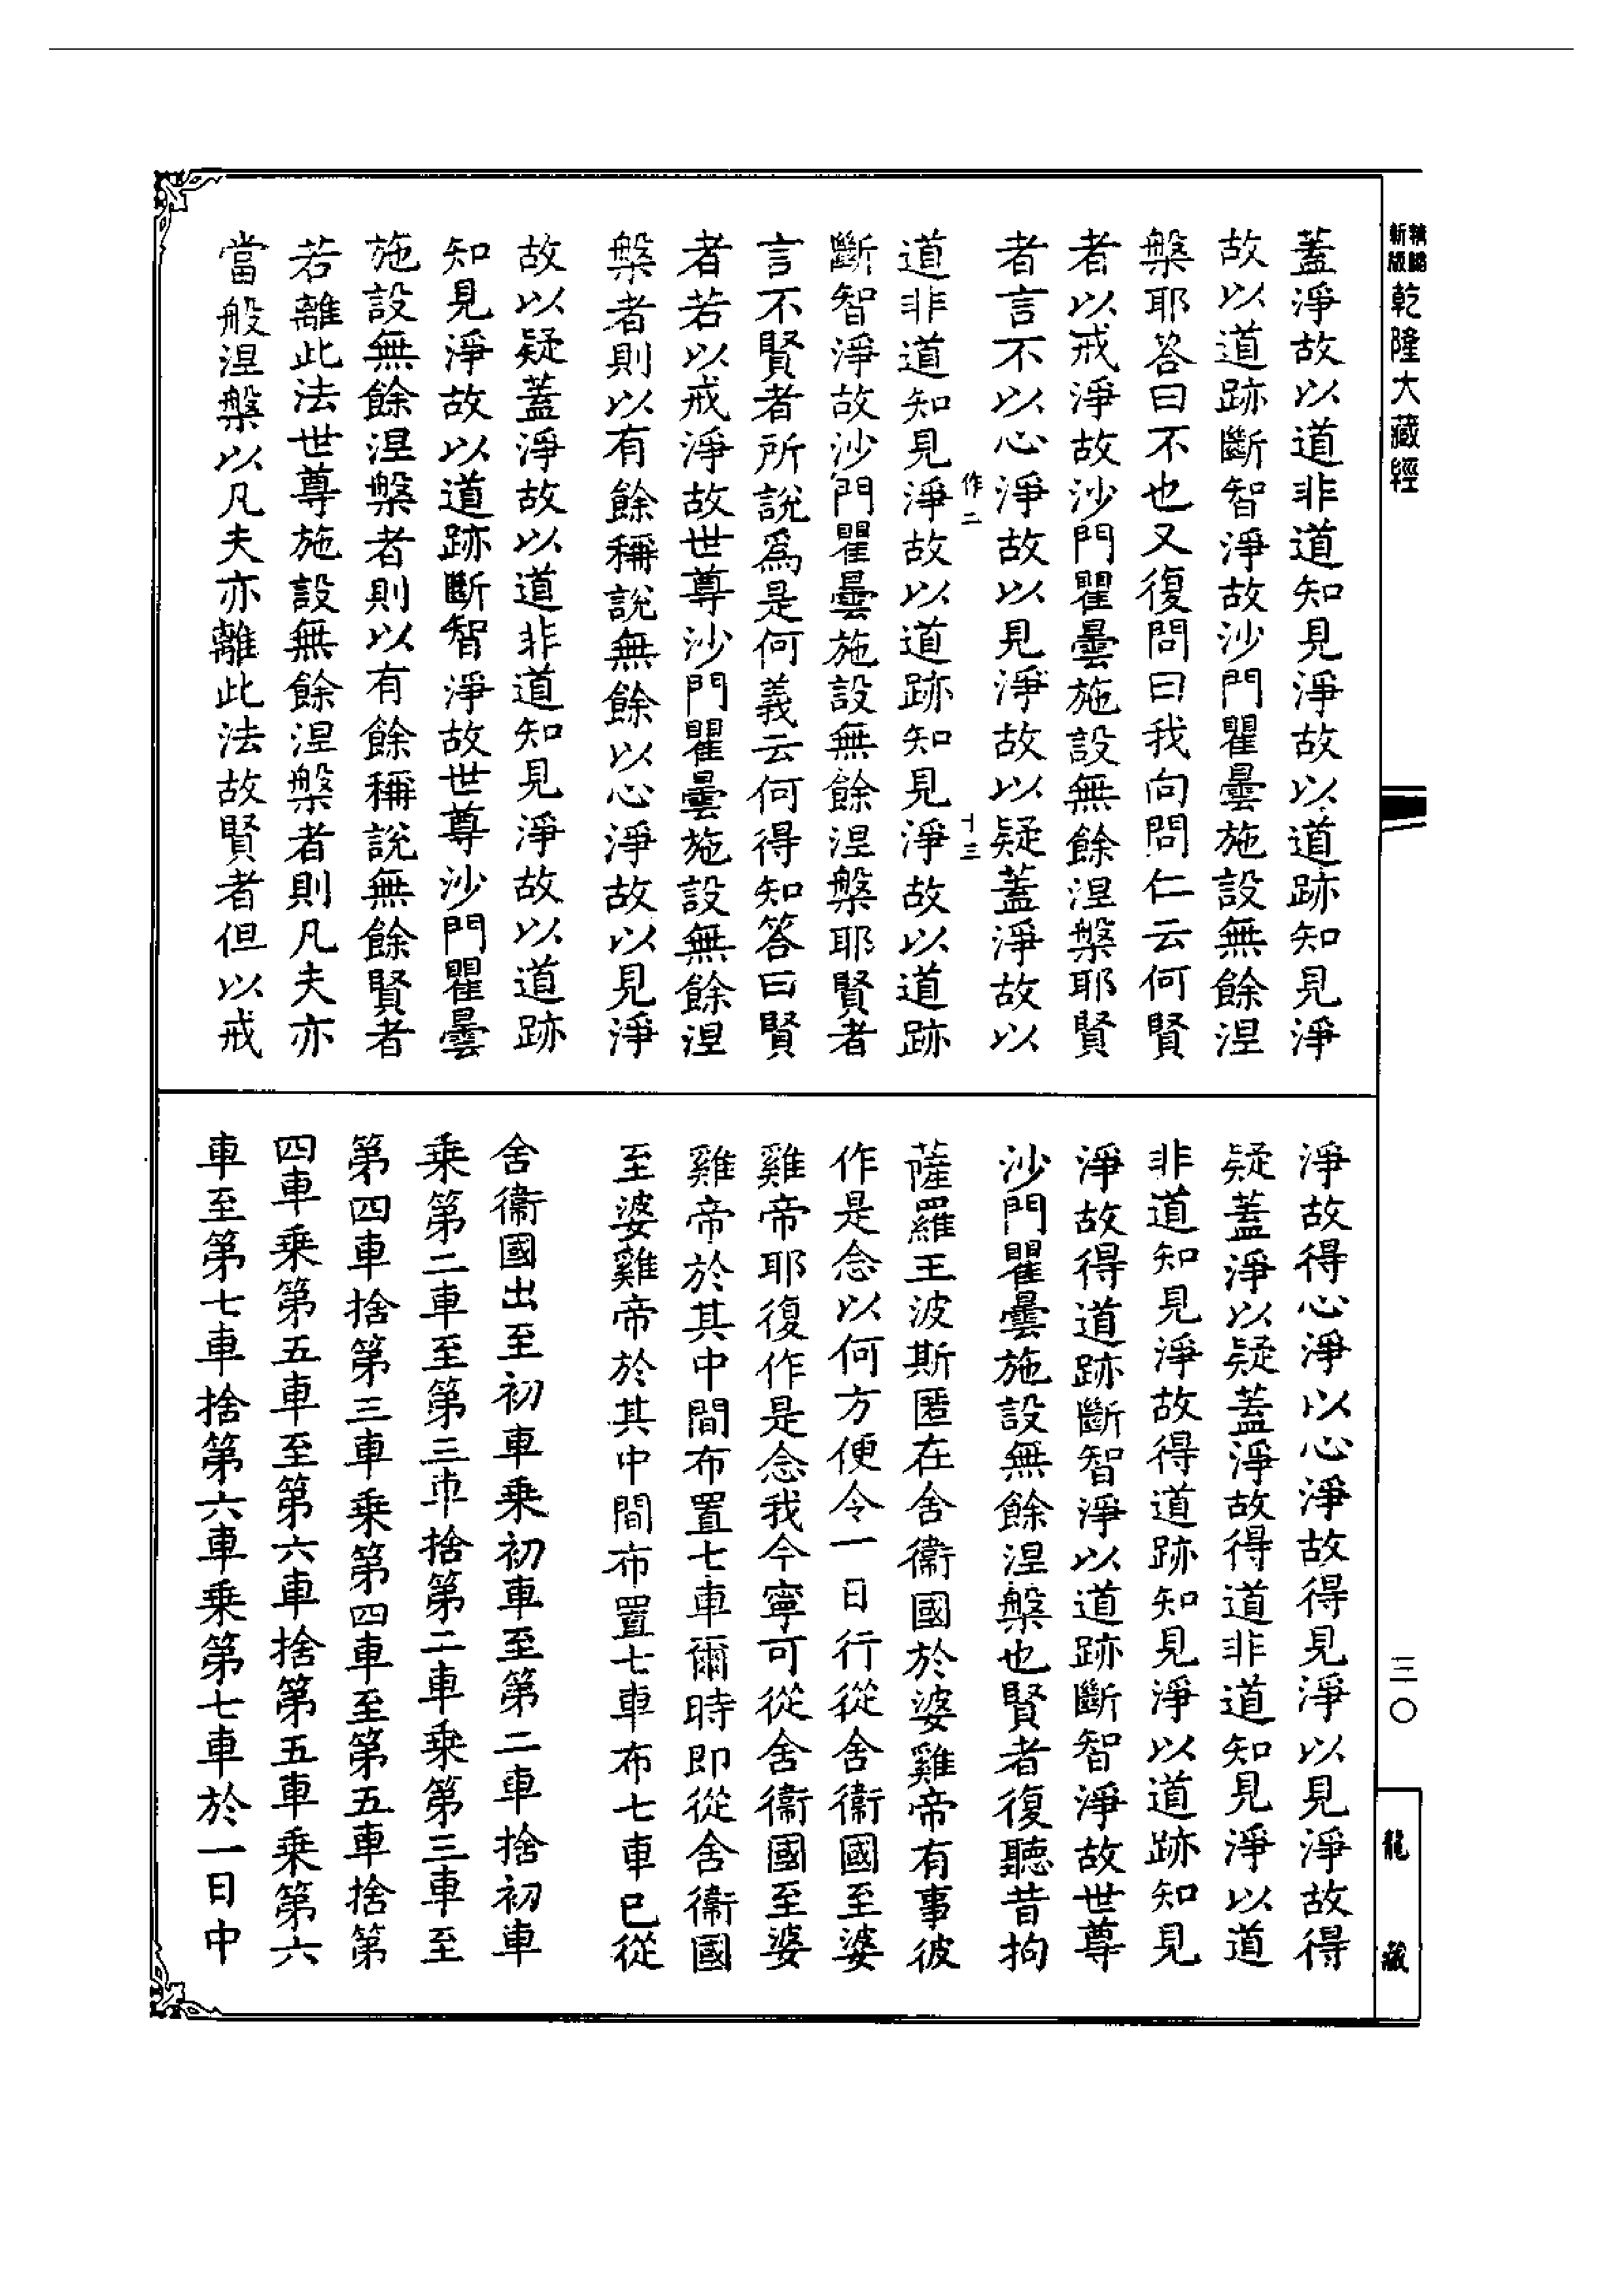 精縮新版乾隆大藏經
三〇
龍藏
蓋淨故以道非道知見淨故以道跡知見淨
故以道跡斷智淨故沙門瞿曇施設無餘涅
槃耶答曰不也又復問曰我向問仁云何賢
者以戒淨故沙門瞿曇施設無餘涅槃耶賢
者言不以心淨故以見淨故以疑蓋淨故以
作二 十三
道非道知見淨故以道跡知見淨故以道跡
斷智淨故沙門瞿曇施設無餘涅槃耶賢者
言不賢者所說爲是何義云何得知答曰賢
者若以戒淨故世尊沙門瞿曇施設無餘涅
槃者則以有餘稱說無餘以心淨故以見淨
故以疑蓋淨故以道非道知見淨故以道跡
知見淨故以道跡斷智淨故世尊沙門瞿曇
施設無餘涅槃者則以有餘稱說無餘賢者
若離此法世尊施設無餘涅槃者則凡夫亦
當般涅槃以凡夫亦離此法故賢者但以戒
淨故得心淨以心淨故得見淨以見淨故得
疑蓋淨以疑蓋淨故得道非道知見淨以道
非道知見淨故得道跡知見淨以道跡知見
淨故得道跡斷智淨以道跡斷智淨故世尊
沙門瞿曇施設無餘涅槃也賢者復聽昔拘
薩羅王波斯匿在舍衞國於婆雞帝有事彼
作是念以何方便令一日行從舍衞國至婆
雞帝耶復作是念我今寧可從舍衞國至婆
雞帝於其中間布置七車爾時即從舍衞國
至婆雞帝於其中間布置七車布七車已從
舍衞國出至初車乗初車至第二車捨初車
乗第二車至第三車捨第二車乗第三車至
第四車捨第三車乗第四車至第五車捨第
四車乗第五車至第六車捨第五車乗第六
車至第七車捨第六車乗第七車於一日中